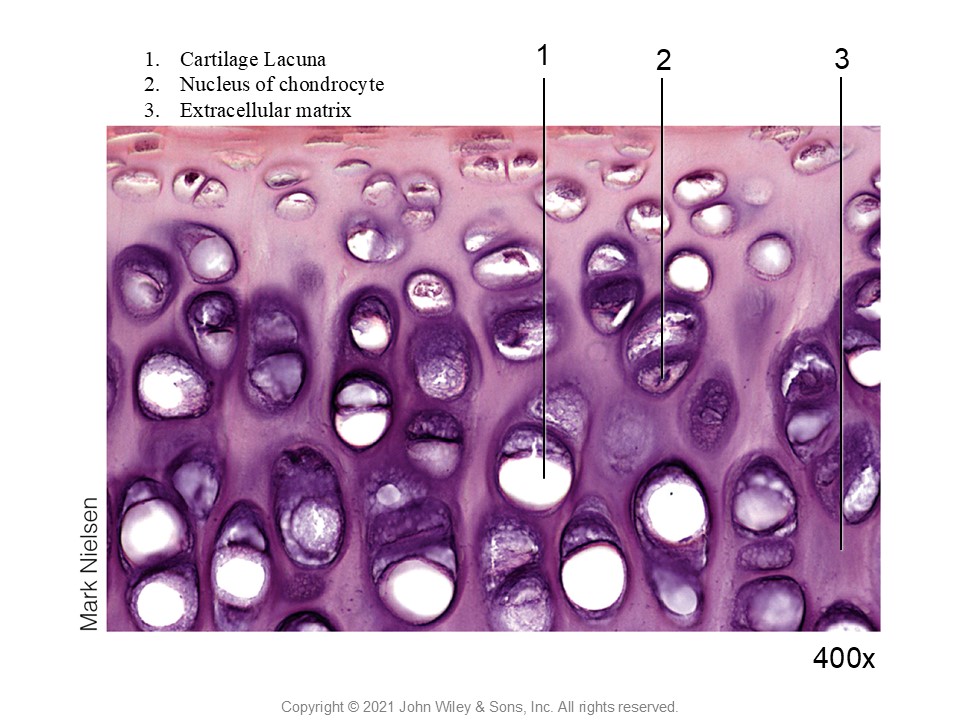 1. Cartilage Lacuna
2. Nucleus of chondrocyte
3. Extracellular matrix
1 2 3
Mark Nielsen
400x
Copyright © 2021 John Wiley & Sons, Inc. All rights reserved.